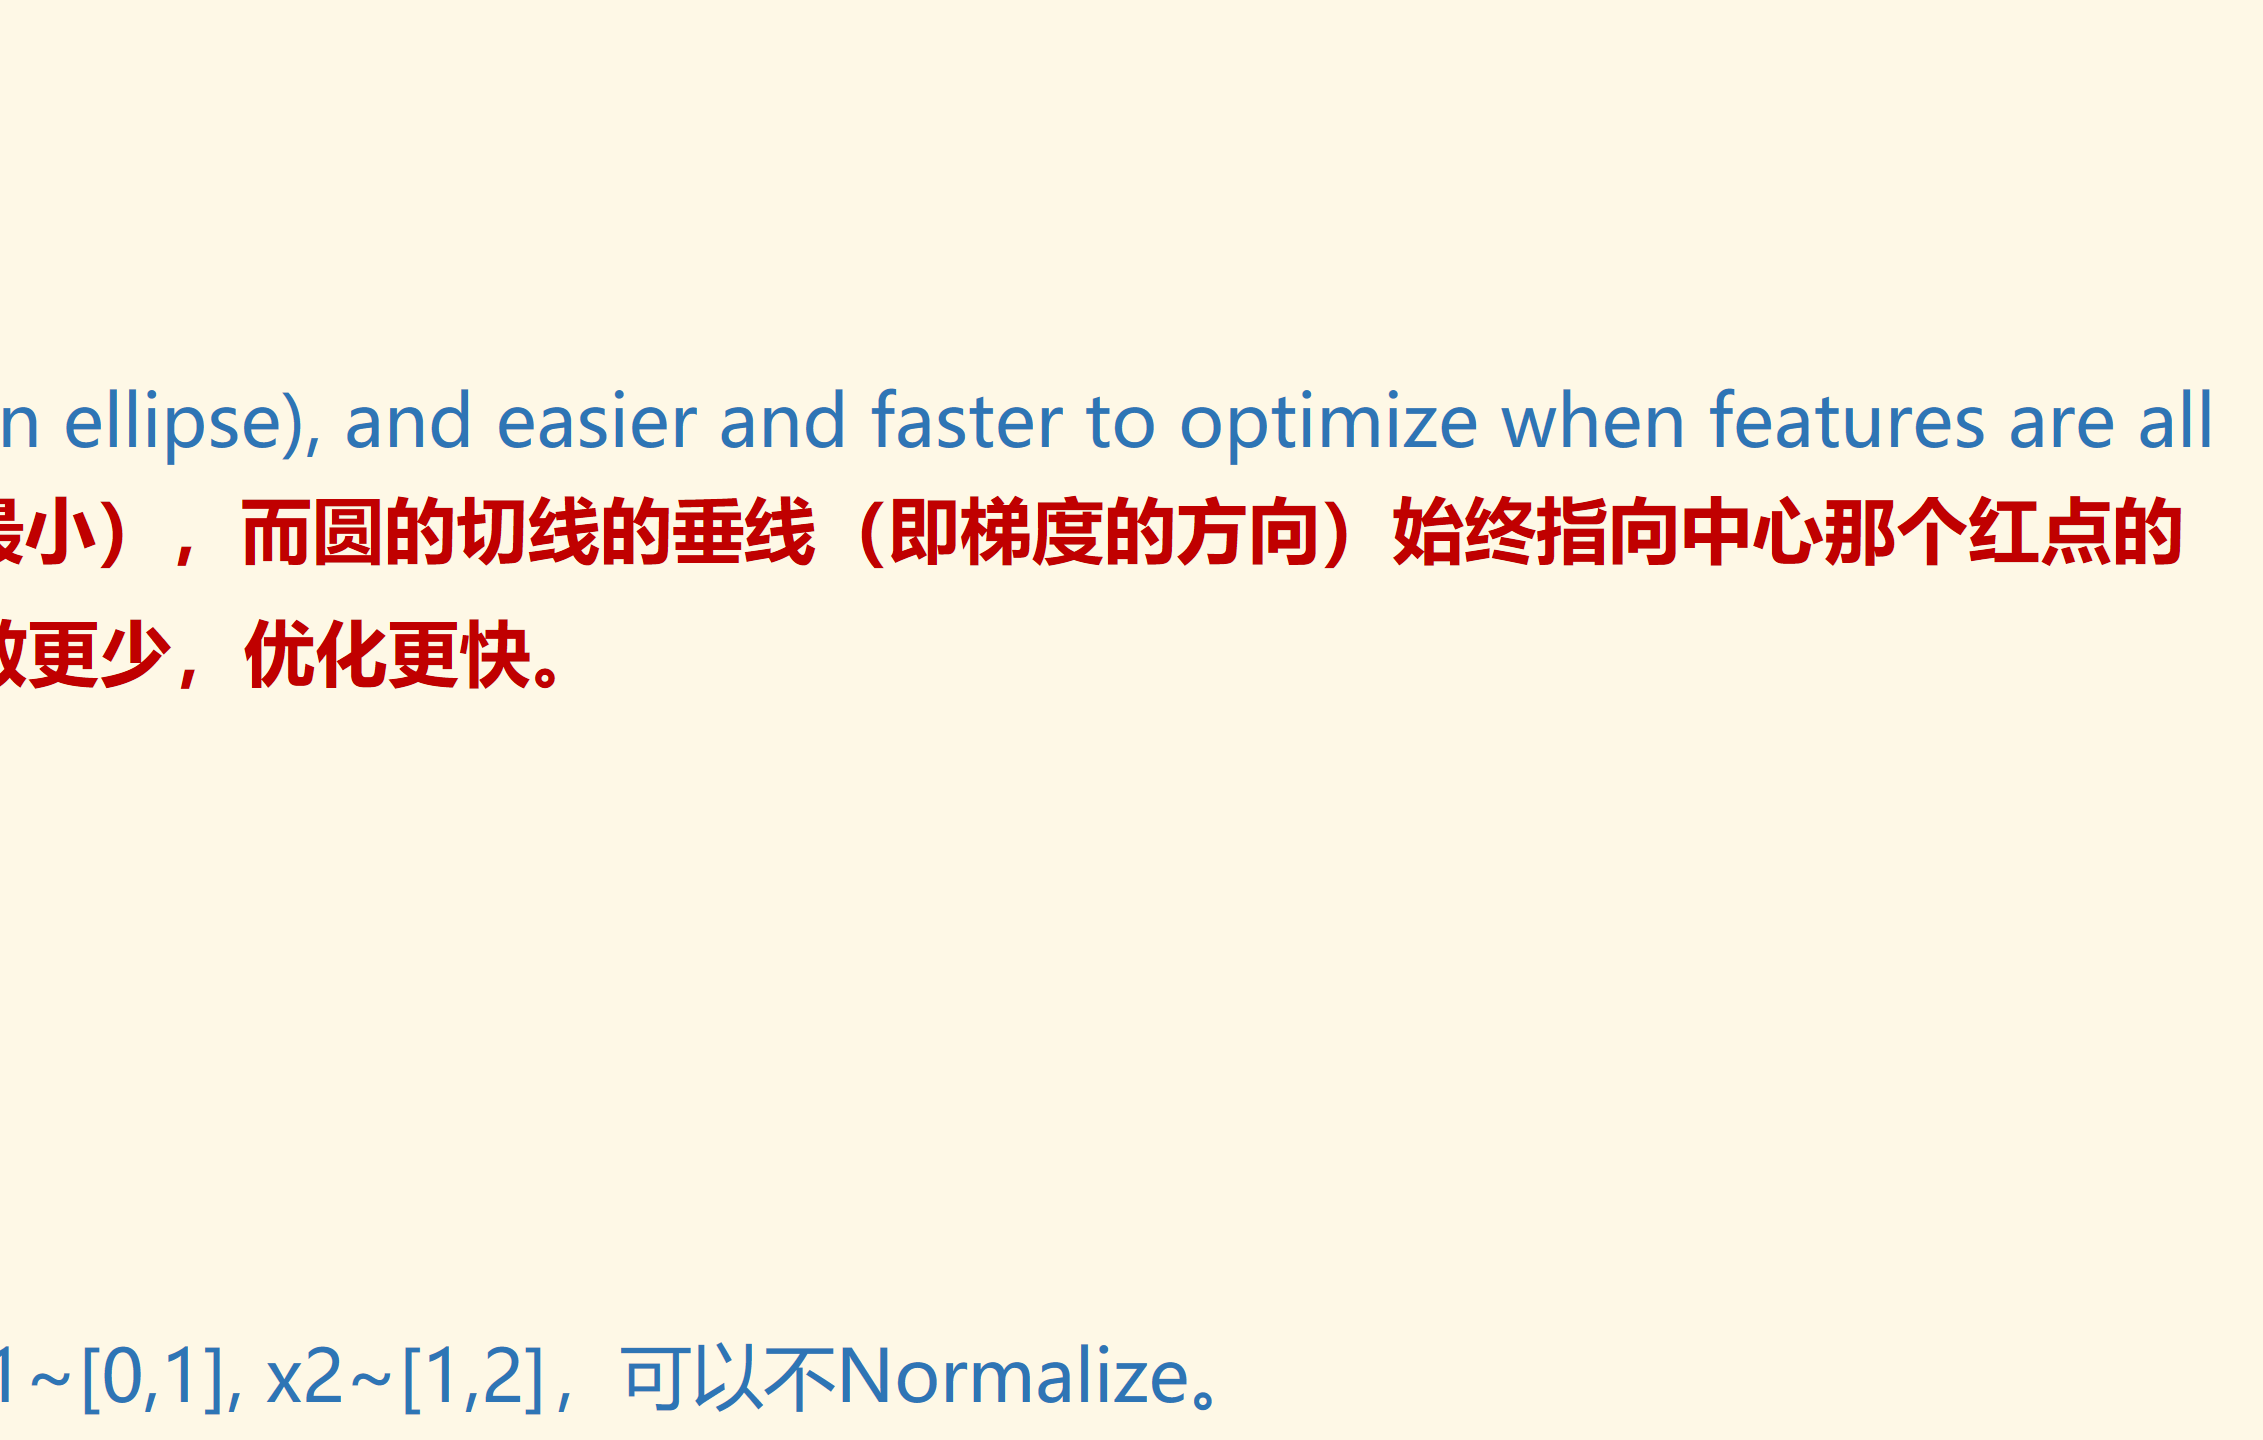 n ellipse), and easier and faster to optimize when features are all
最小），而圆的切线的垂线（即梯度的方向）始终指向中心那个红点的
数更少，优化更快。
1~[0,1], x2~[1,2]，可以不Normalize。